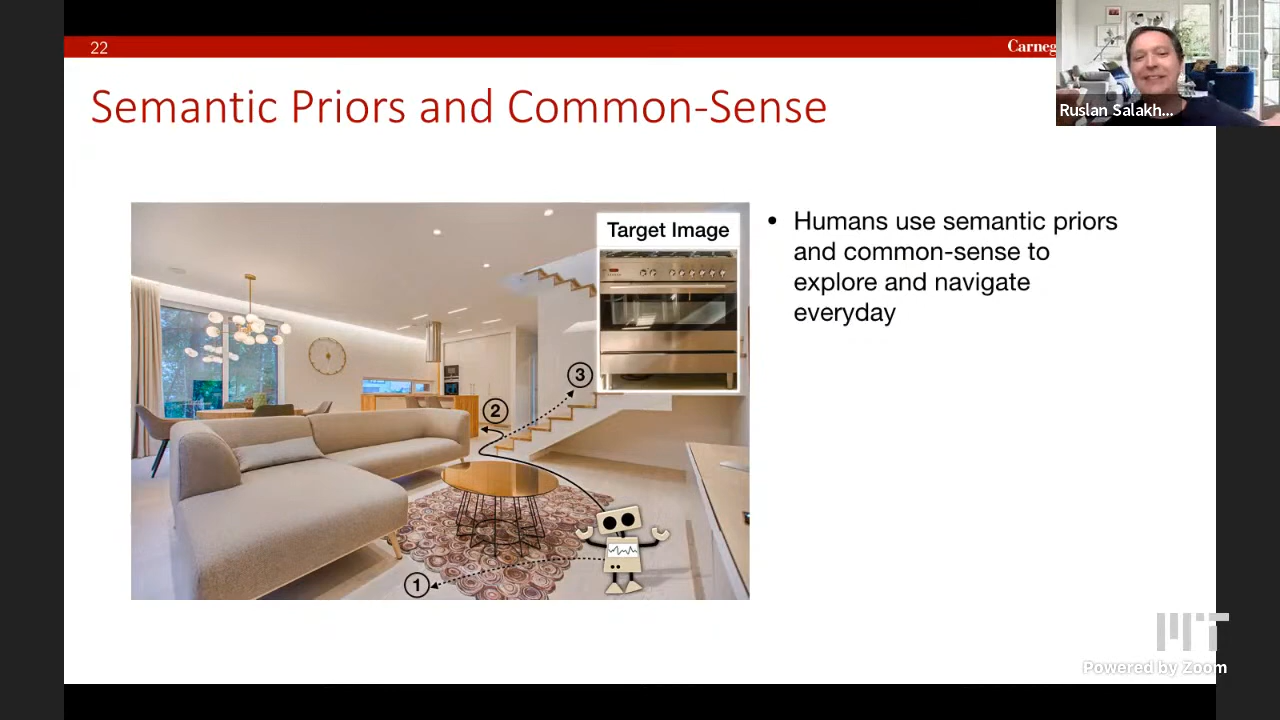 22
Carneg
Ruslan Salakh...
Semantic Priors and Common-Sense
Target Image
• Humans use semantic priors
and common-sense to
explore and navigate
everyday
3
2
1
MIT
Powered by Zoom